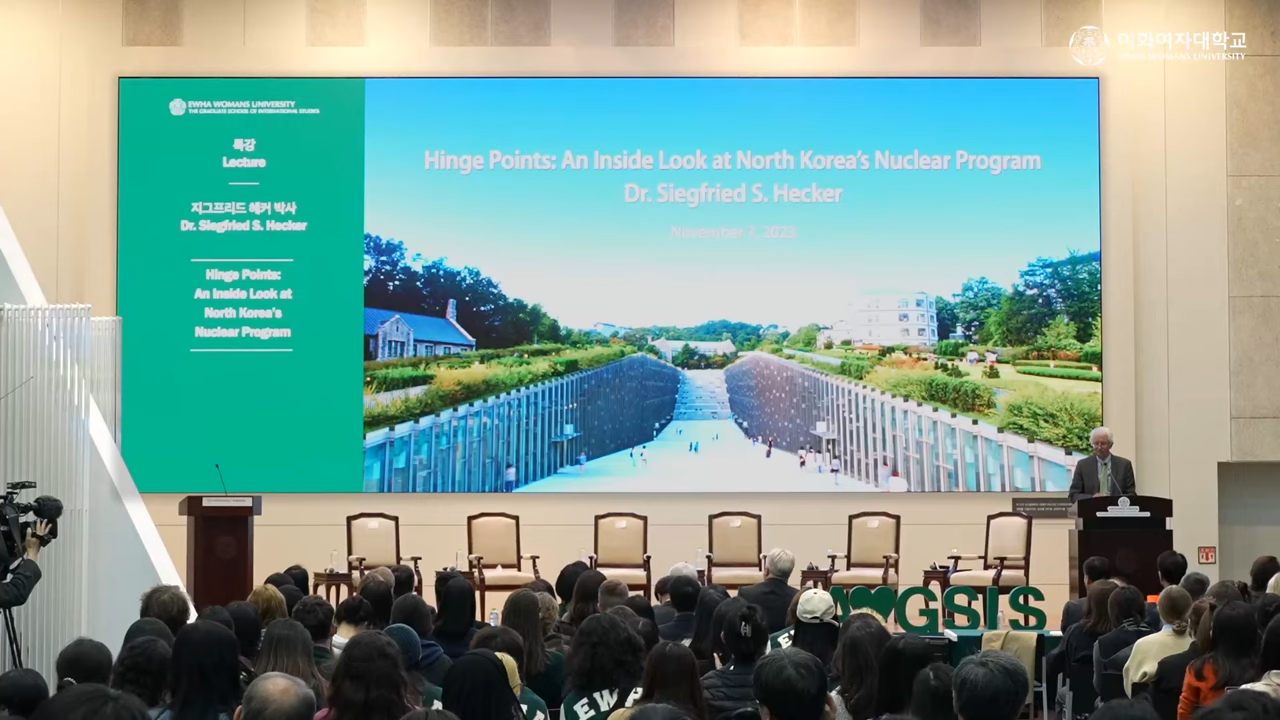 이화여자대학교
EWHA WOMANS UNIVERSITY
EWHA WOMANS UNIVERSITY
THE GRADUATE SCHOOL OF INTERNATIONAL STUDIES
특강
Lecture
지그프리드 헤커 박사
Dr. Siegfried S. Hecker
Hinge Points:
An Inside Look at
North Korea's
Nuclear Program
Hinge Points: An Inside Look at North Korea's Nuclear Program
Dr. Siegfried S. Hecker
November 7, 2023
GSIS
EW